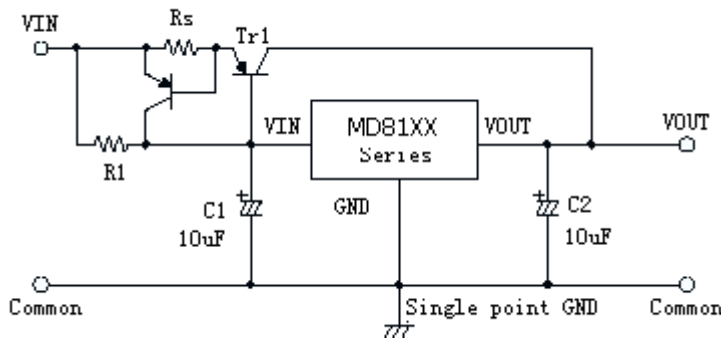 VIN
Rs
Tr1
VIN
MD81XX
Series
VOUT
VOUT
R1
C1
10uF
GND
C2
10uF
Common
Single point GND
Common